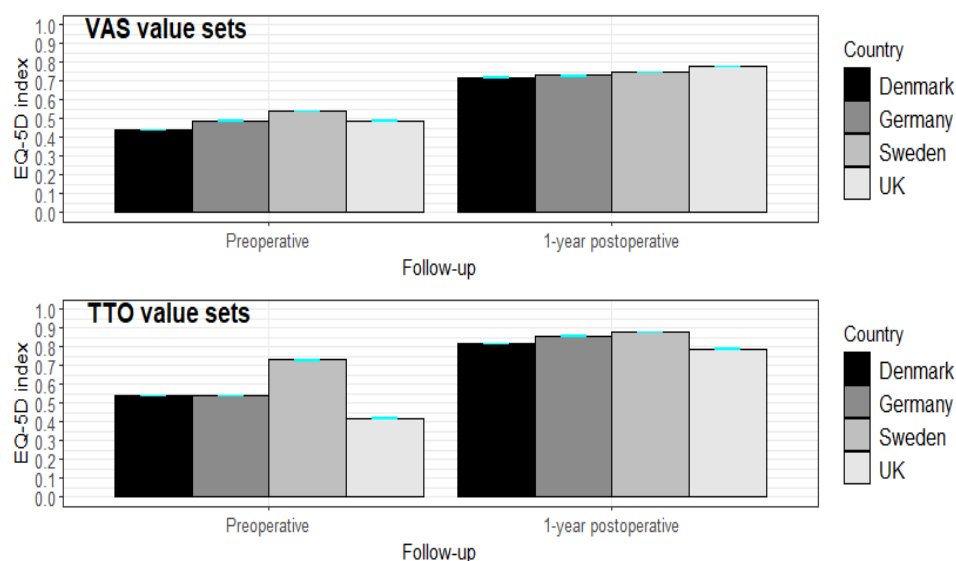 VAS value sets
EQ-5D index
1.0
0.9
0.8
0.7
0.6
0.5
0.4
0.3
0.2
0.1
0.0
Preoperative
1-year postoperative
Follow-up
Country
Denmark
Germany
Sweden
UK
TTO value sets
EQ-5D index
1.0
0.9
0.8
0.7
0.6
0.5
0.4
0.3
0.2
0.1
0.0
Preoperative
1-year postoperative
Follow-up
Country
Denmark
Germany
Sweden
UK